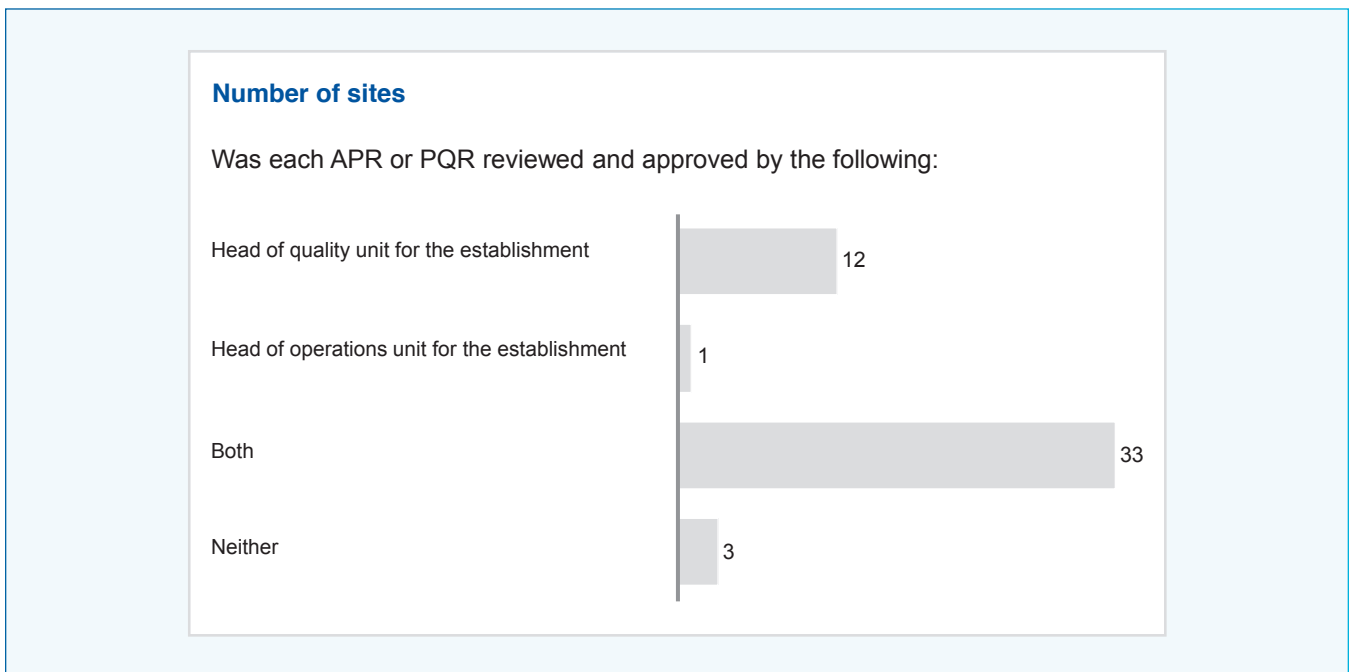 Number of sites
Was each APR or PQR reviewed and approved by the following:
Head of quality unit for the establishment
12
Head of operations unit for the establishment
1
Both
33
Neither
3